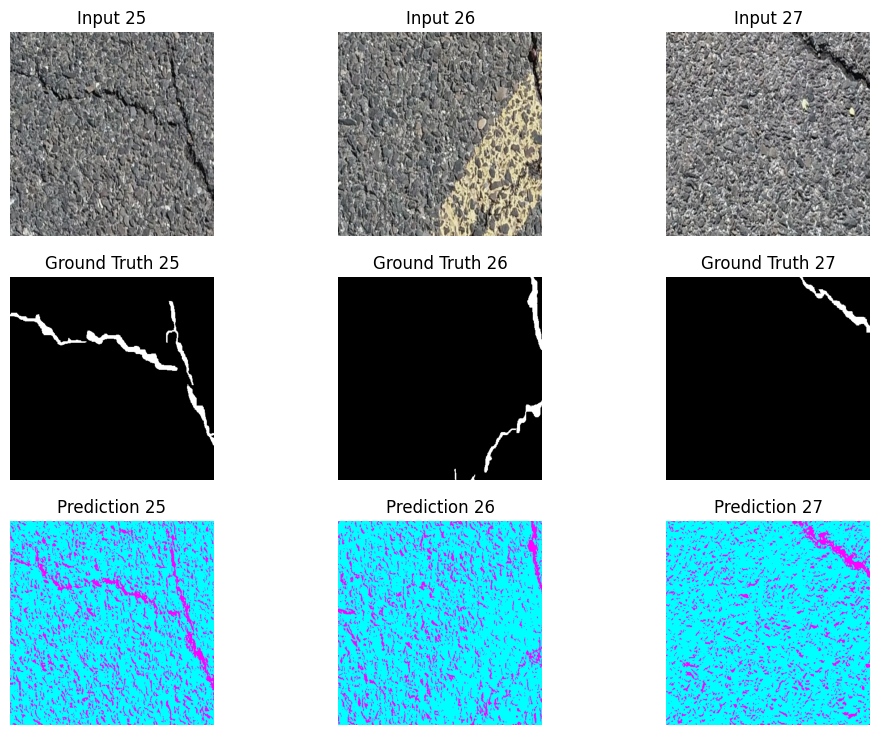 Input 25
Input 26
Input 27
Ground Truth 25
Ground Truth 26
Ground Truth 27
Prediction 25
Prediction 26
Prediction 27